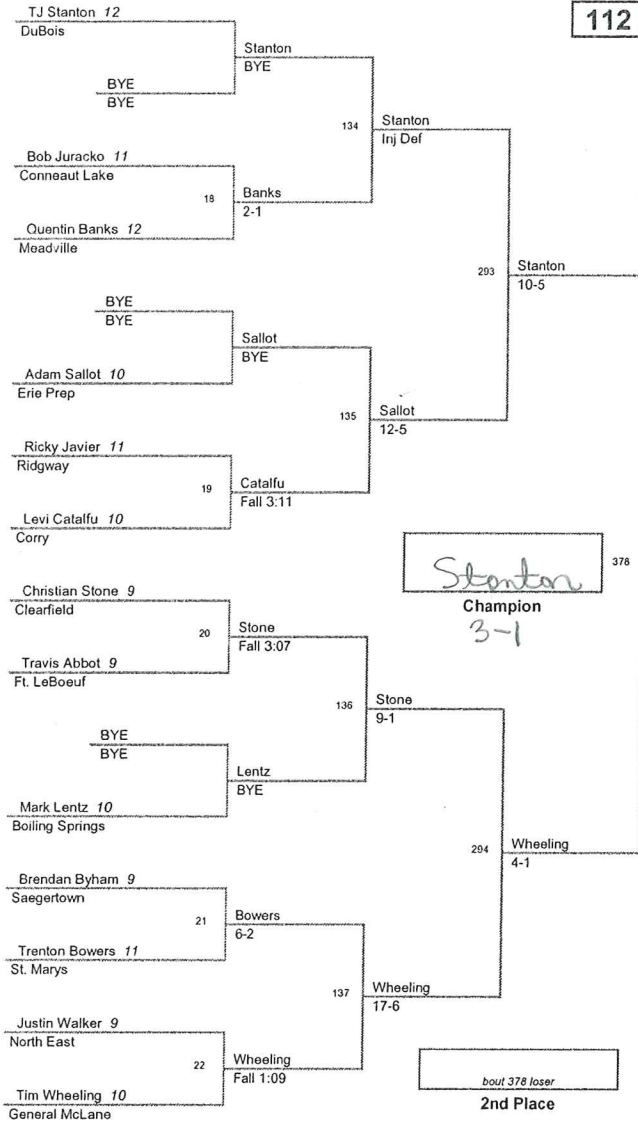 112
TJ Stanton 12
DuBois
Stanton
BYE
BYE
BYE
134
Stanton
Inj Def
Bob Juracko 11
Conneaut Lake
18
Banks
2-1
Quentin Banks 12
Meadville
293
Stanton
10-5
BYE
BYE
Sallot
BYE
Adam Sallot 10
Erie Prep
135
Sallot
12-5
Ricky Javier 11
Ridgway
19
Catalfu
Fall 3:11
Levi Catalfu 10
Corry
Stanton
376
Champion
3-1
Christian Stone 9
Clearfield
20
Stone
Fall 3:07
Travis Abbot 9
Ft. LeBoeuf
136
Stone
9-1
BYE
BYE
Lentz
BYE
Mark Lentz 10
Boiling Springs
294
Wheeling
4-1
Brendan Byham 9
Saegertown
21
Bowers
6-2
Trenton Bowers 11
St. Marys
137
Wheeling
17-6
Justin Walker 9
North East
22
Wheeling
Fall 1:09
Tim Wheeling 10
General McLane
bout 376 loser
2nd Place